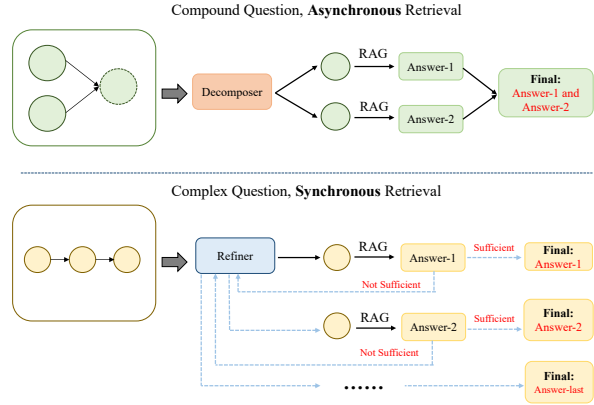 Compound Question, Asynchronous Retrieval
RAG
Answer-1
Decomposer
RAG
Answer-2
Final:
Answer-1 and
Answer-2
Complex Question, Synchronous Retrieval
Refiner
RAG
Answer-1
Sufficient
Final:
Answer-1
Not Sufficient
RAG
Answer-2
Sufficient
Final:
Answer-2
Not Sufficient
......
Final:
Answer-last